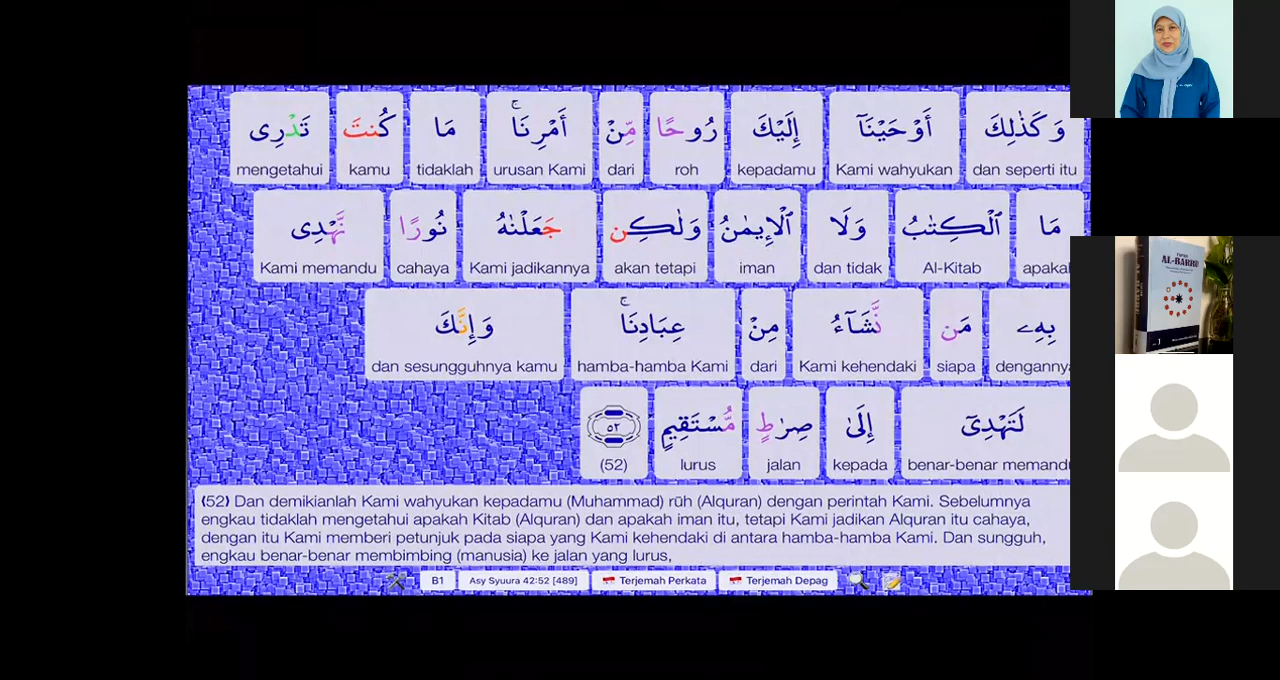 وَكَذٰلِكَ أَوْحَيْنَآ إِلَيْكَ رُوحًا مِّنْ أَمْرِنَا ۚ مَا كُنتَ تَدْرِى
dan seperti itu Kami wahyukan kepadamu roh dari urusan Kami tidaklah kamu mengetahui
مَا ٱلْكِتٰبُ وَلَا ٱلْإِيمٰنُ وَلٰكِن جَعَلْنٰهُ نُورًا نَّهْدِى
apakah Al-Kitab dan tidak iman akan tetapi Kami jadikannya cahaya Kami memandu
بِهِۦ مَن نَّشَآءُ مِنْ عِبَادِنَا ۚ وَإِنَّكَ
dengannya siapa Kami kehendaki dari hamba-hamba Kami dan sesungguhnya kamu
لَتَهْدِىٓ إِلَىٰ صِرٰطٍ مُّسْتَقِيمٍ ٥٢
benar-benar memandu kepada jalan lurus (52)
(52) Dan demikianlah Kami wahyukan kepadamu (Muhammad) rūh (Alquran) dengan perintah Kami. Sebelumnya
engkau tidaklah mengetahui apakah Kitab (Alquran) dan apakah iman itu, tetapi Kami jadikan Alquran itu cahaya,
dengan itu Kami memberi petunjuk pada siapa yang Kami kehendaki di antara hamba-hamba Kami. Dan sungguh,
engkau benar-benar membimbing (manusia) ke jalan yang lurus,
B1 Asy Syuura 42:52 [489] Terjemah Perkata Terjemah Depag
AL-BARRU